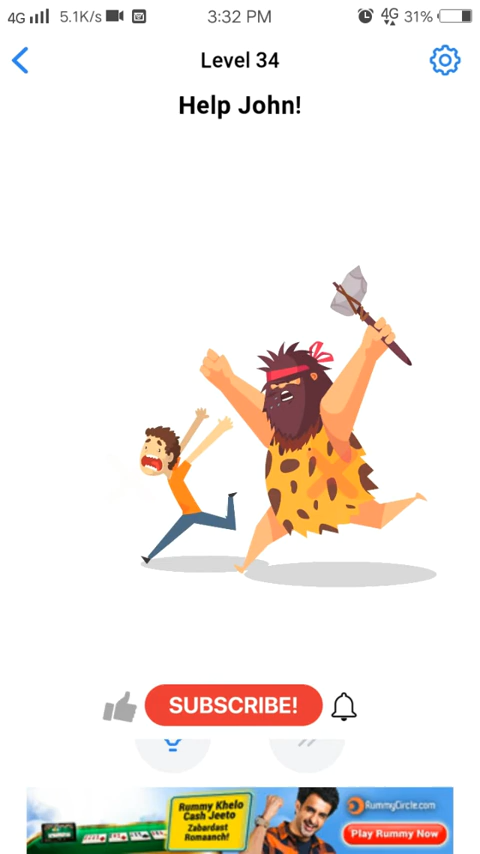 4G 5.1K/s 3:32 PM 4G 31%
Level 34
Help John!
SUBSCRIBE!
Rummy Khelo
Cash Jeeto
Zabardast
Romaanch!
RummyCircle.com
Play Rummy Now